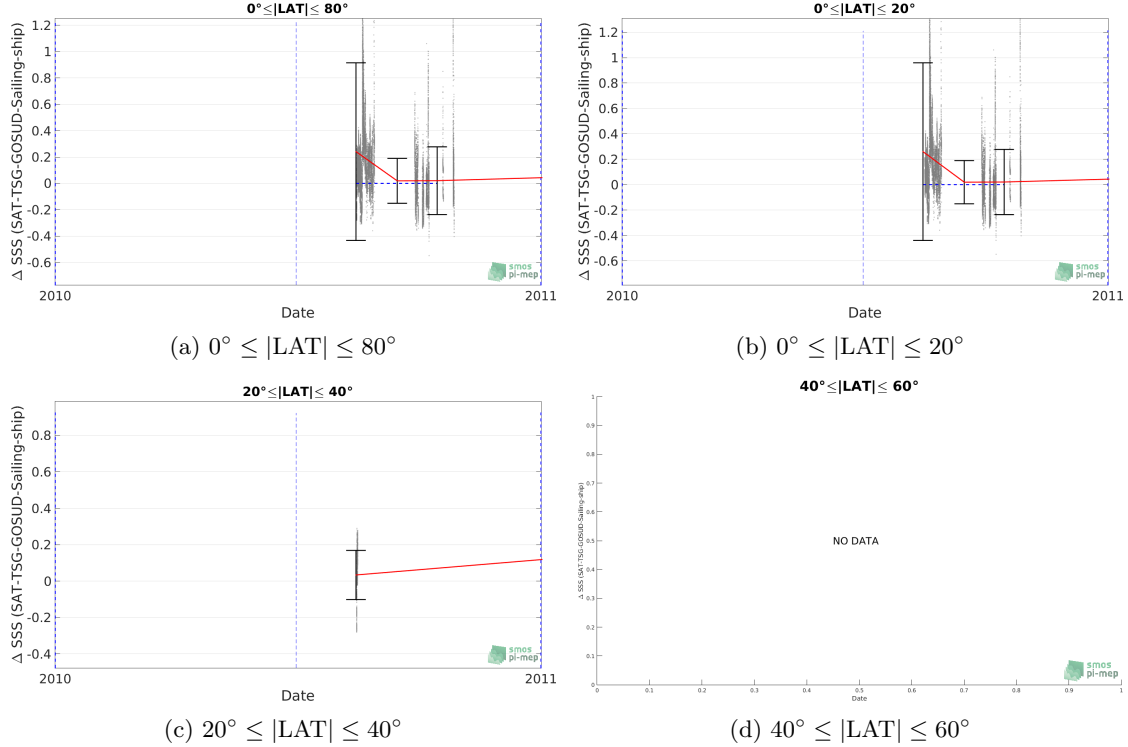 0°≤|LAT|≤ 80°
Δ SSS (SAT-TSG-GOSUD-Sailing-ship)
1.2
1
0.8
0.6
0.4
0.2
0
-0.2
-0.4
-0.6
2010
2011
Date
smos
pi-mep
(a) 0° ≤ |LAT| ≤ 80°
0°≤|LAT|≤ 20°
Δ SSS (SAT-TSG-GOSUD-Sailing-ship)
1.2
1
0.8
0.6
0.4
0.2
0
-0.2
-0.4
-0.6
2010
2011
Date
smos
pi-mep
(b) 0° ≤ |LAT| ≤ 20°
20°≤|LAT|≤ 40°
Δ SSS (SAT-TSG-GOSUD-Sailing-ship)
0.8
0.6
0.4
0.2
0
-0.2
-0.4
2010
2011
Date
smos
pi-mep
(c) 20° ≤ |LAT| ≤ 40°
40°≤|LAT|≤ 60°
Δ SSS (SAT-TSG-GOSUD-Sailing-ship)
1
0.9
0.8
0.7
0.6
0.5
0.4
0.3
0.2
0.1
0
NO DATA
0 0.1 0.2 0.3 0.4 0.5 0.6 0.7 0.8 0.9 1
Date
smos
pi-mep
(d) 40° ≤ |LAT| ≤ 60°